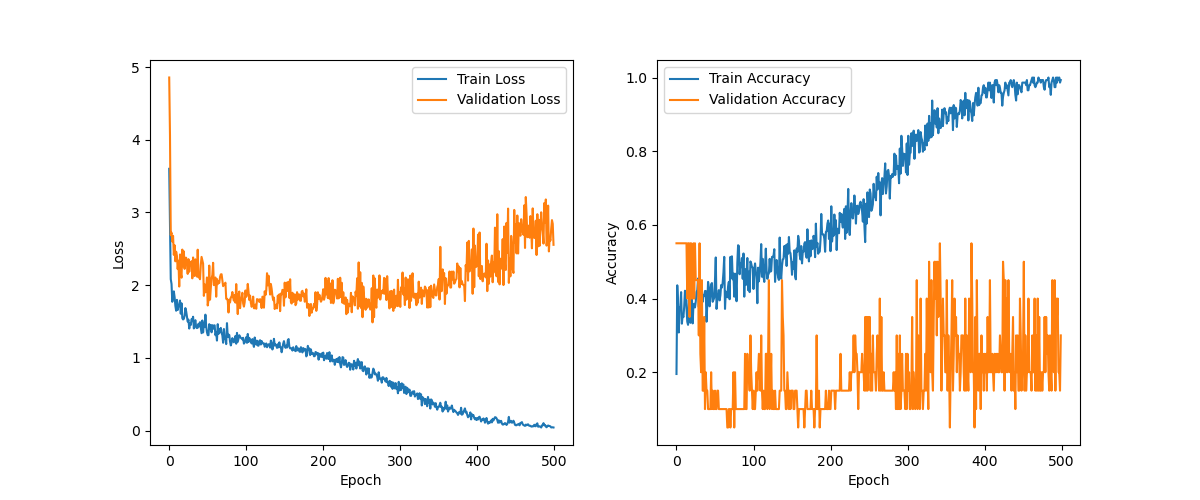 Train Loss
Validation Loss
5
4
3
2
1
0
Loss
0 100 200 300 400 500
Epoch
Train Accuracy
Validation Accuracy
1.0
0.8
0.6
0.4
0.2
Accuracy
0 100 200 300 400 500
Epoch